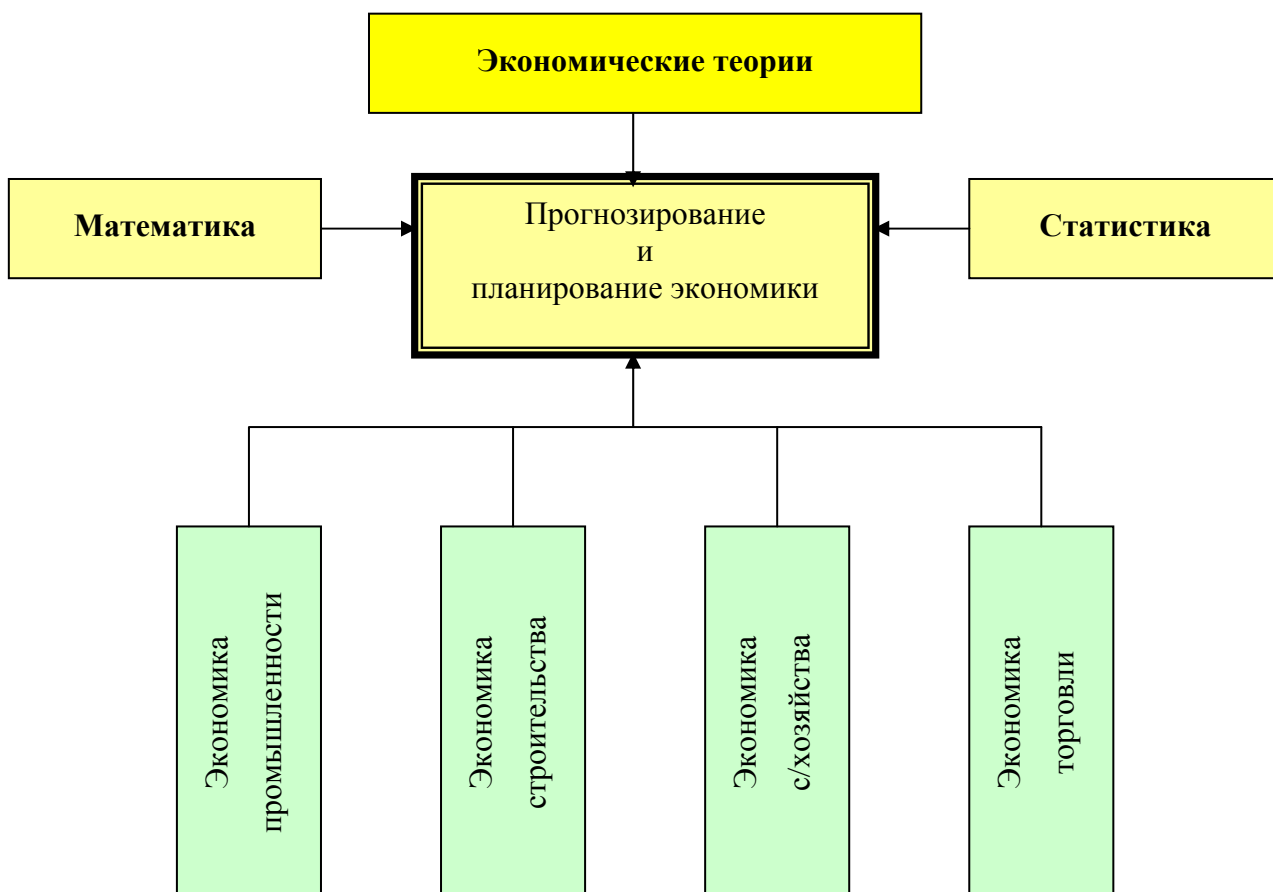 Экономические теории
Математика
Прогнозирование
и
планирование экономики
Статистика
Экономика
промышленности
Экономика
строительства
Экономика
с/хозяйства
Экономика
торговли